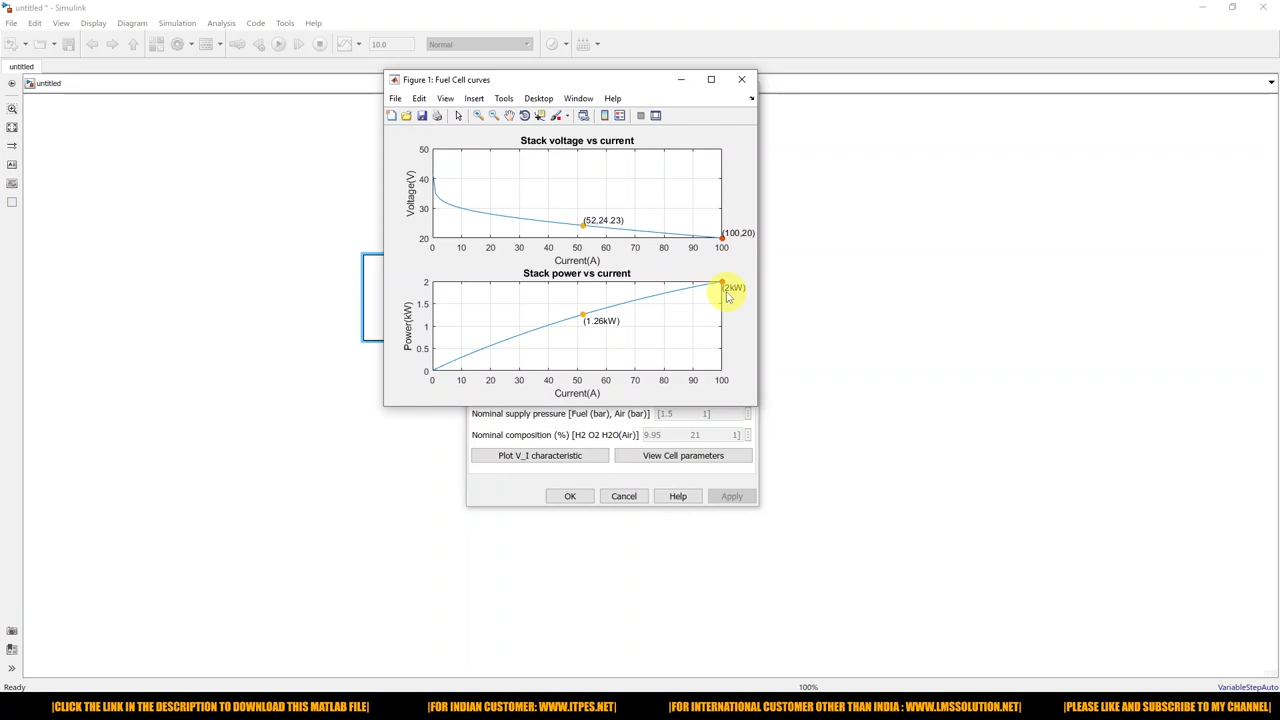 untitled * - Simulink
File Edit View Display Diagram Simulation Analysis Code Tools Help
10.0 Normal
untitled
untitled
Figure 1: Fuel Cell curves
File Edit View Insert Tools Desktop Window Help
Stack voltage vs current
50
40
30
20
Voltage(V)
(52,24.23)
(100,20)
0 10 20 30 40 50 60 70 80 90 100
Current(A)
Stack power vs current
2
1.5
1
0.5
0
Power(kW)
(2kW)
(1.26kW)
0 10 20 30 40 50 60 70 80 90 100
Current(A)
Nominal supply pressure [Fuel (bar), Air (bar)] [1.5 1]
Nominal composition (%) [H2 O2 H2O(Air)] 9.95 21 1]
Plot V_I characteristic View Cell parameters
OK Cancel Help Apply
Ready 100% VariableStepAuto
|CLICK THE LINK IN THE DESCRIPTION TO DOWNLOAD THIS MATLAB FILE| |FOR INDIAN CUSTOMER: WWW.ITPES.NET| |FOR INTERNATIONAL CUSTOMER OTHER THAN INDIA : WWW.LMSSOLUTION.NET| |PLEASE LIKE AND SUBSCRIBE TO MY CHANNEL|